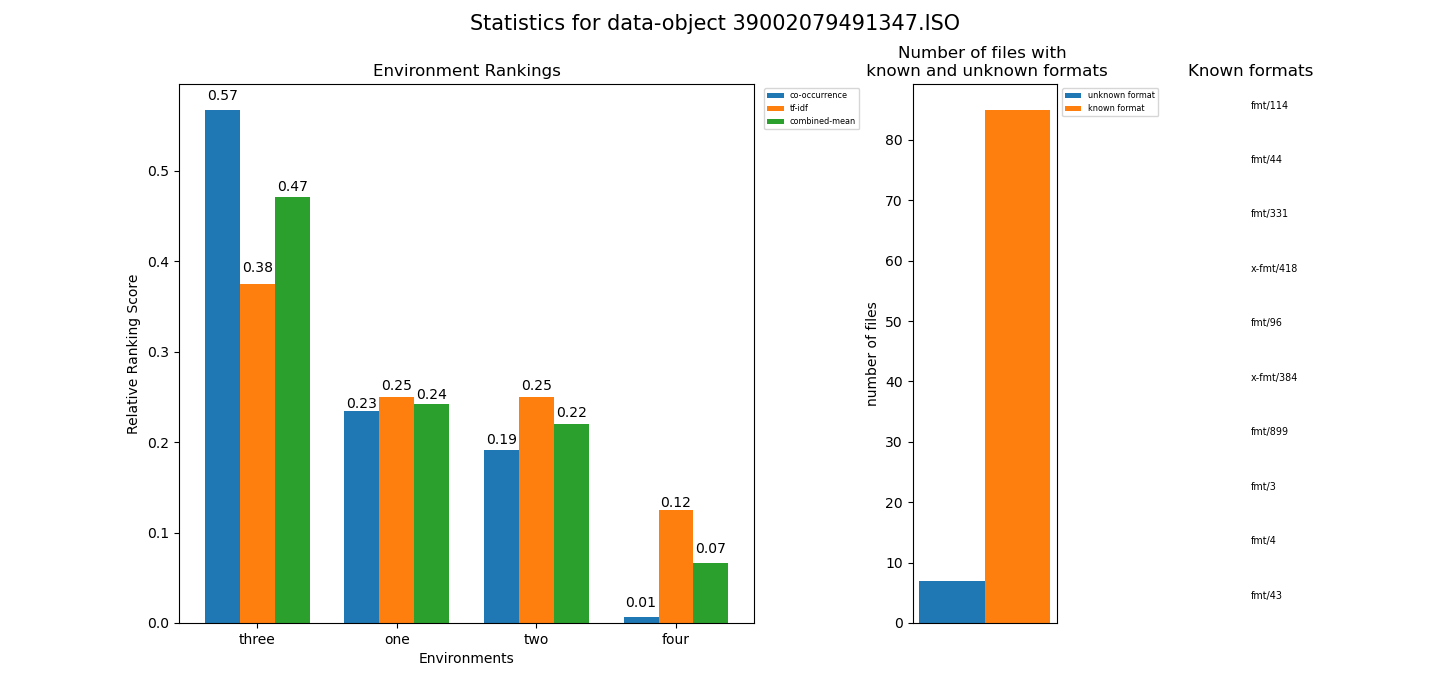 Statistics for data-object 39002079491347.ISO
Environment Rankings
0.57
0.38
0.47
0.23
0.25
0.24
0.19
0.25
0.22
0.01
0.12
0.07
0.5
0.4
0.3
0.2
0.1
0.0
Relative Ranking Score
three one two four
Environments
co-occurrence
tf-idf
combined-mean
Number of files with
known and unknown formats
80
70
60
50
40
30
20
10
0
number of files
unknown format
known format
Known formats
fmt/114
fmt/44
fmt/331
x-fmt/418
fmt/96
x-fmt/384
fmt/899
fmt/3
fmt/4
fmt/43